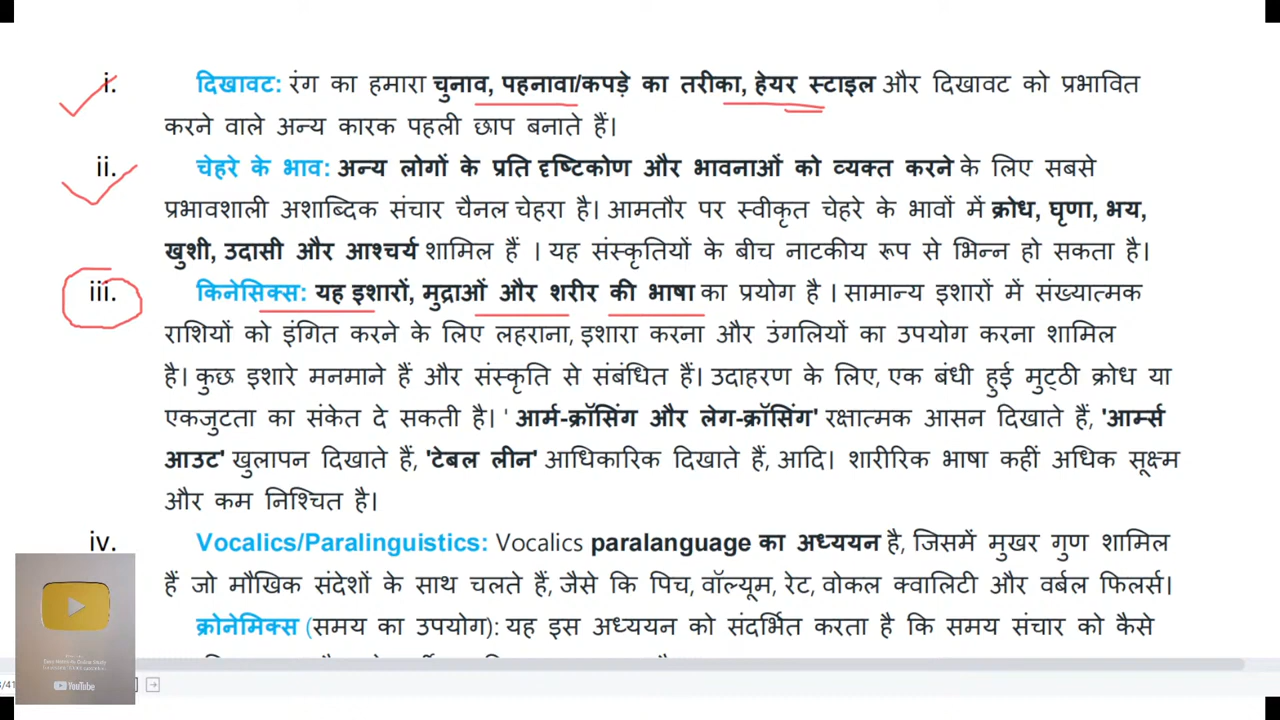 i. दिखावट: रंग का हमारा चुनाव, पहनावा/कपड़े का तरीका, हेयर स्टाइल और दिखावट को प्रभावित
करने वाले अन्य कारक पहली छाप बनाते हैं।
ii. चेहरे के भाव: अन्य लोगों के प्रति दृष्टिकोण और भावनाओं को व्यक्त करने के लिए सबसे
प्रभावशाली अशाब्दिक संचार चैनल चेहरा है। आमतौर पर स्वीकृत चेहरे के भावों में क्रोध, घृणा, भय,
खुशी, उदासी और आश्चर्य शामिल हैं । यह संस्कृतियों के बीच नाटकीय रूप से भिन्न हो सकता है।
iii. किनेसिक्स: यह इशारों, मुद्राओं और शरीर की भाषा का प्रयोग है । सामान्य इशारों में संख्यात्मक
राशियों को इंगित करने के लिए लहराना, इशारा करना और उंगलियों का उपयोग करना शामिल
है। कुछ इशारे मनमाने हैं और संस्कृति से संबंधित हैं। उदाहरण के लिए, एक बंधी हुई मुट्ठी क्रोध या
एकजुटता का संकेत दे सकती है। ' आर्म-क्रॉसिंग और लेग-क्रॉसिंग' रक्षात्मक आसन दिखाते हैं, 'आर्म्स
आउट' खुलापन दिखाते हैं, 'टेबल लीन' आधिकारिक दिखाते हैं, आदि। शारीरिक भाषा कहीं अधिक सूक्ष्म
और कम निश्चित है।
iv. Vocalics/Paralinguistics: Vocalics paralanguage का अध्ययन है, जिसमें मुखर गुण शामिल
हैं जो मौखिक संदेशों के साथ चलते हैं, जैसे कि पिच, वॉल्यूम, रेट, वोकल क्वालिटी और वर्बल फिलर्स।
क्रोनेमिक्स (समय का उपयोग): यह इस अध्ययन को संदर्भित करता है कि समय संचार को कैसे
YouTube